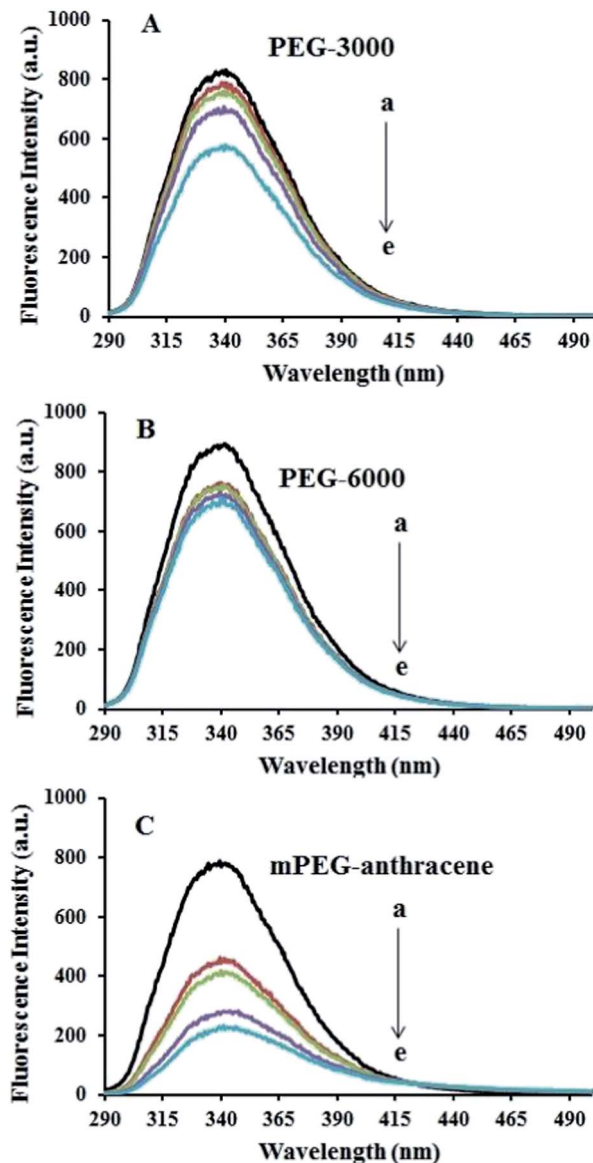 A
PEG-3000
a
e
Fluorescence Intensity (a.u.)
1000
800
600
400
200
0
290 315 340 365 390 415 440 465 490
Wavelength (nm)
B
PEG-6000
a
e
Fluorescence Intensity (a.u.)
1000
800
600
400
200
0
290 315 340 365 390 415 440 465 490
Wavelength (nm)
C
mPEG-anthracene
a
e
Fluorescence Intensity (a.u.)
1000
800
600
400
200
0
290 315 340 365 390 415 440 465 490
Wavelength (nm)